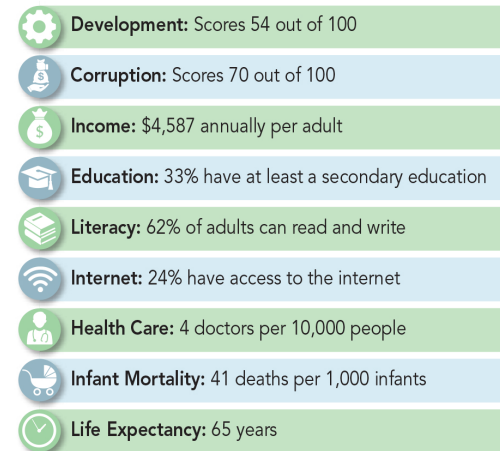 Development: Scores 54 out of 100
Corruption: Scores 70 out of 100
Income: $4,587 annually per adult
Education: 33% have at least a secondary education
Literacy: 62% of adults can read and write
Internet: 24% have access to the internet
Health Care: 4 doctors per 10,000 people
Infant Mortality: 41 deaths per 1,000 infants
Life Expectancy: 65 years